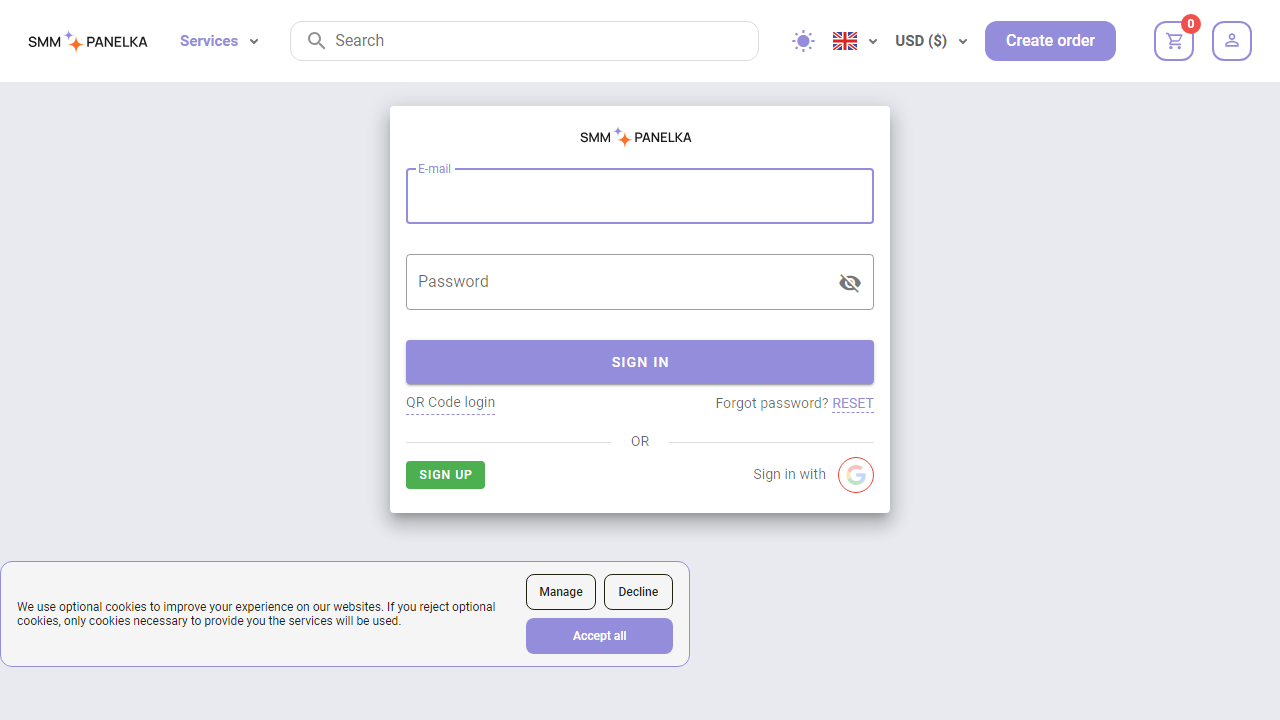 SMM PANELKA
Services
Search
USD ($)
Create order
0
SMM PANELKA
E-mail
Password
SIGN IN
QR Code login
Forgot password? RESET
OR
SIGN UP
Sign in with
We use optional cookies to improve your experience on our websites. If you reject optional
cookies, only cookies necessary to provide you the services will be used.
Manage
Decline
Accept all